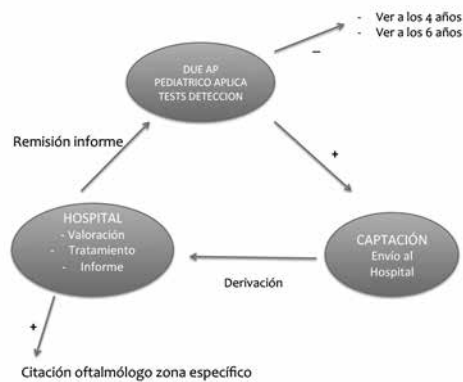 - Ver a los 4 años
- Ver a los 6 años
–
DUE AP
PEDIATRICO APLICA
TESTS DETECCION
Remisión informe
+
HOSPITAL
- Valoración
- Tratamiento
- Informe
CAPTACIÓN
Envío al
Hospital
Derivación
+
Citación oftalmólogo zona específico